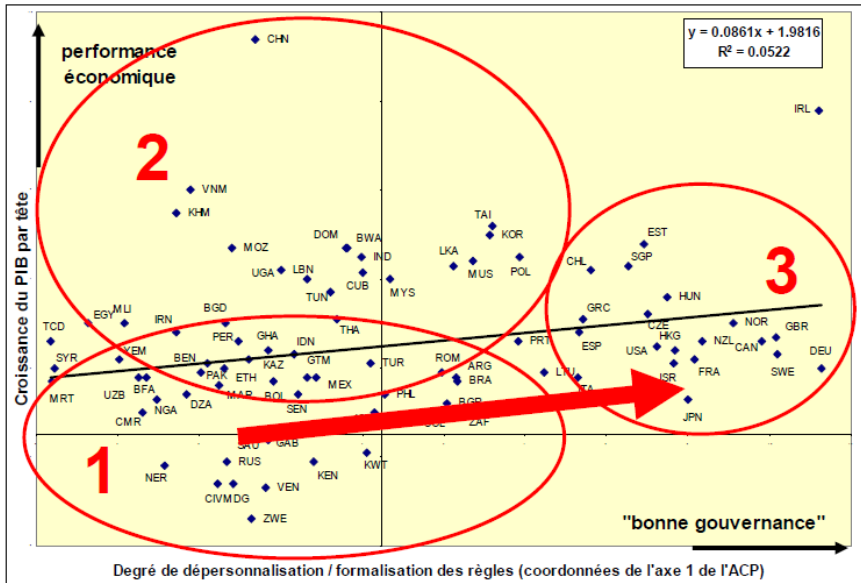 performance
économique
y = 0.0861x + 1.9816
R² = 0.0522
CHN
IRL
2
VNM
KHM
TAI
KOR
DOM
BWA
MOZ
IND
EST
SGP
CHL
3
LKA
MUS
POL
UGA
LBN
CUB
MYS
TUN
HUN
TCD
EGY
MLI
IRN
BGD
PER
THA
GRC
CZE
NOR
GBR
GHA
IDN
PRT
ESP
USA
HKG
NZL
CAN
SYR
YEM
BEN
KAZ
GTM
TUR
ROM
ARG
BRA
LTU
ISR
FRA
SWE
DEU
PAK
ETH
MEX
MRT
UZB
BFA
NGA
DZA
MAR
BOL
SEN
PHL
BGR
JPN
CMR
ZAF
1
SAU
GAB
NER
RUS
KEN
KWT
CIV
MDG
VEN
ZWE
"bonne gouvernance"
Croissance du PIB par tête
Degré de dépersonnalisation / formalisation des règles (coordonnées de l'axe 1 de l'ACP)